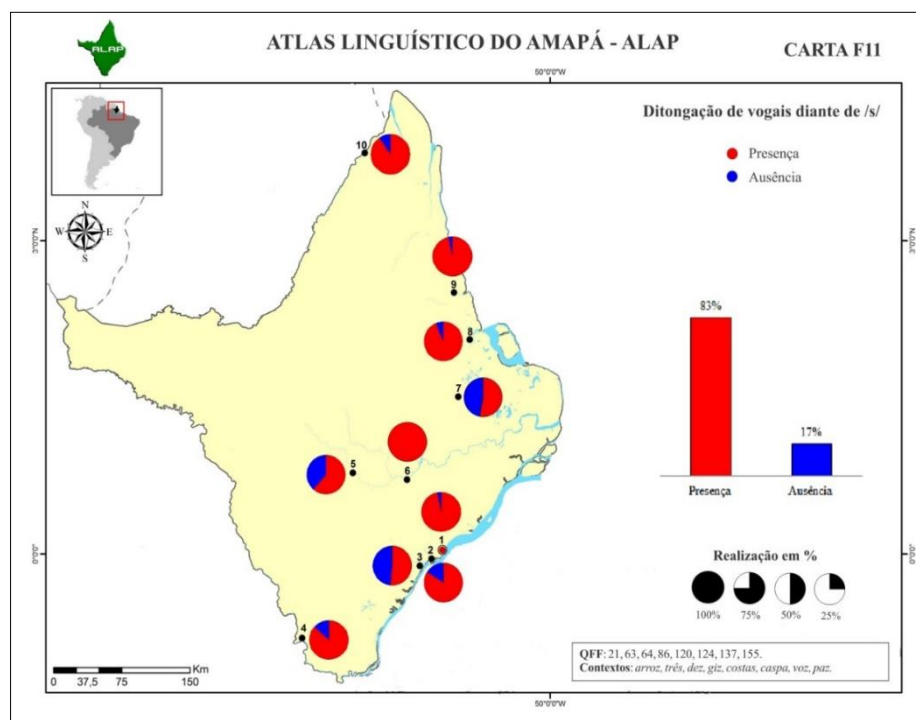 ALAP
ATLAS LINGUÍSTICO DO AMAPÁ - ALAP
CARTA F11
50°0'0"W
Ditongação de vogais diante de /s/
Presença
Ausência
N
W E
S
3°0'0"N
3°0'0"N
10
9
8
7
5
6
1
2
3
4
83%
17%
Presença
Ausência
0°0'0"
0°0'0"
Realização em %
100% 75% 50% 25%
Km
0 37,5 75 150
QFF: 21, 63, 64, 86, 120, 124, 137, 155.
Contextos: arroz, três, dez, giz, costas, caspa, voz, paz.
50°0'0"W